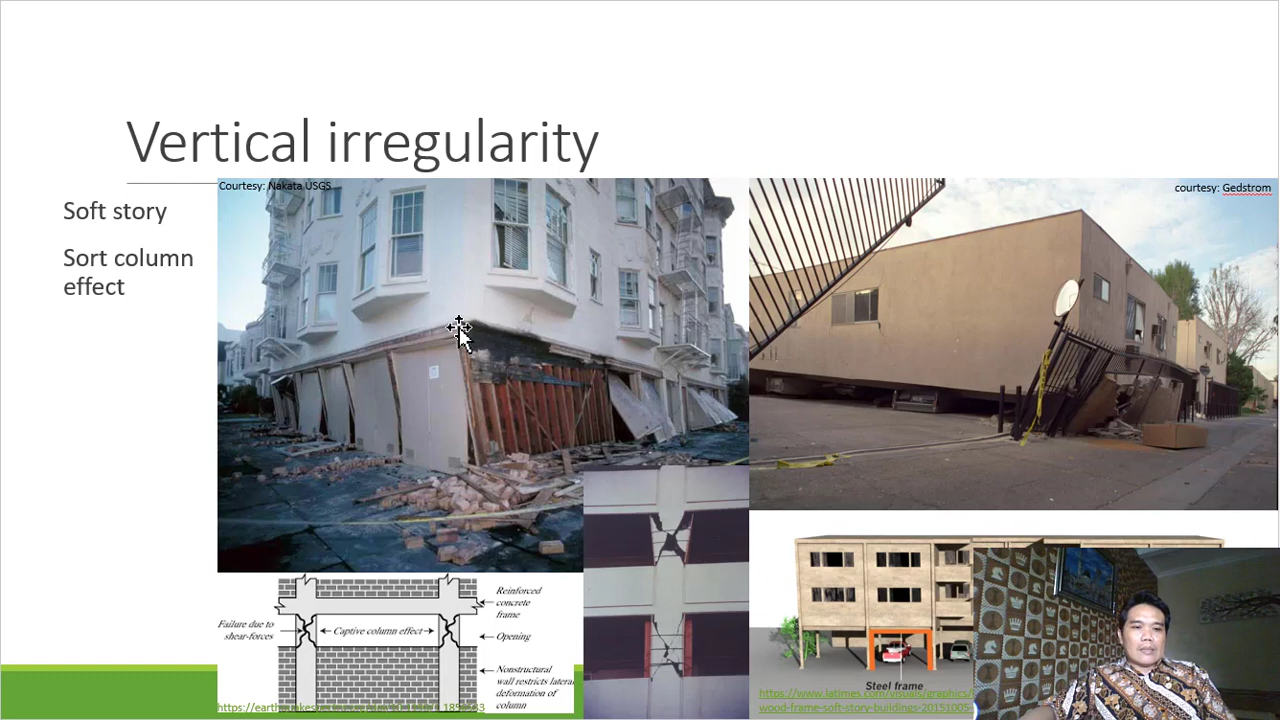 Vertical irregularity
Courtesy: Nakata USGS
courtesy: Gedstrom
Soft story
Sort column
effect
Reinforced
concrete
frame
Failure due to
shear-forces
Captive column effect
Opening
Nonstructural
wall restricts lateral
deformation of
column
Steel frame
https://www.latimes.com/visuals/graphics/
wood-frame-soft-story-buildings-20151005-